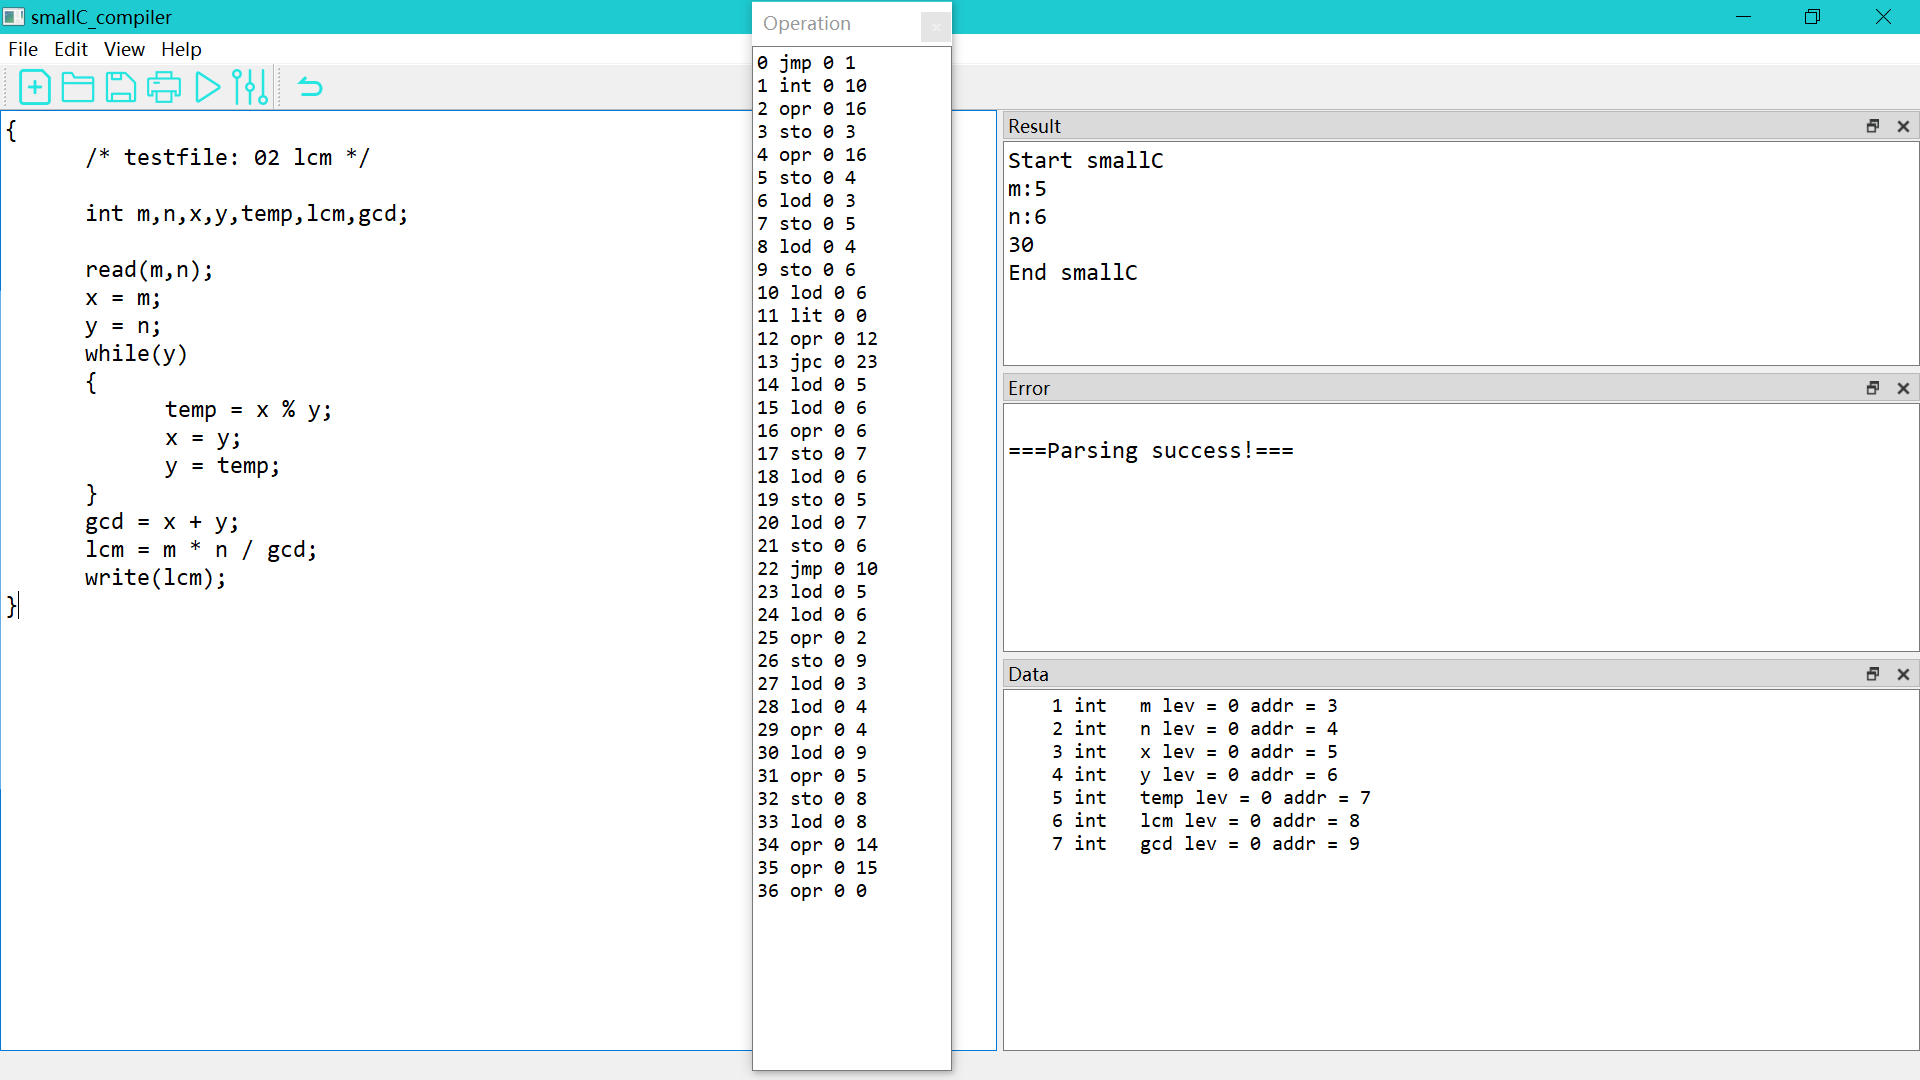 smallC_compiler
File Edit View Help
{
/* testfile: 02 lcm */
int m,n,x,y,temp,lcm,gcd;
read(m,n);
x = m;
y = n;
while(y)
{
temp = x % y;
x = y;
y = temp;
}
gcd = x + y;
lcm = m * n / gcd;
write(lcm);
}
Operation
0 jmp 0 1
1 int 0 10
2 opr 0 16
3 sto 0 3
4 opr 0 16
5 sto 0 4
6 lod 0 3
7 sto 0 5
8 lod 0 4
9 sto 0 6
10 lod 0 6
11 lit 0 0
12 opr 0 12
13 jpc 0 23
14 lod 0 5
15 lod 0 6
16 opr 0 6
17 sto 0 7
18 lod 0 6
19 sto 0 5
20 lod 0 7
21 sto 0 6
22 jmp 0 10
23 lod 0 5
24 lod 0 6
25 opr 0 2
26 sto 0 9
27 lod 0 3
28 lod 0 4
29 opr 0 4
30 lod 0 9
31 opr 0 5
32 sto 0 8
33 lod 0 8
34 opr 0 14
35 opr 0 15
36 opr 0 0
Result
Start smallC
m:5
n:6
30
End smallC
Error
===Parsing success!===
Data
1 int m lev = 0 addr = 3
2 int n lev = 0 addr = 4
3 int x lev = 0 addr = 5
4 int y lev = 0 addr = 6
5 int temp lev = 0 addr = 7
6 int lcm lev = 0 addr = 8
7 int gcd lev = 0 addr = 9